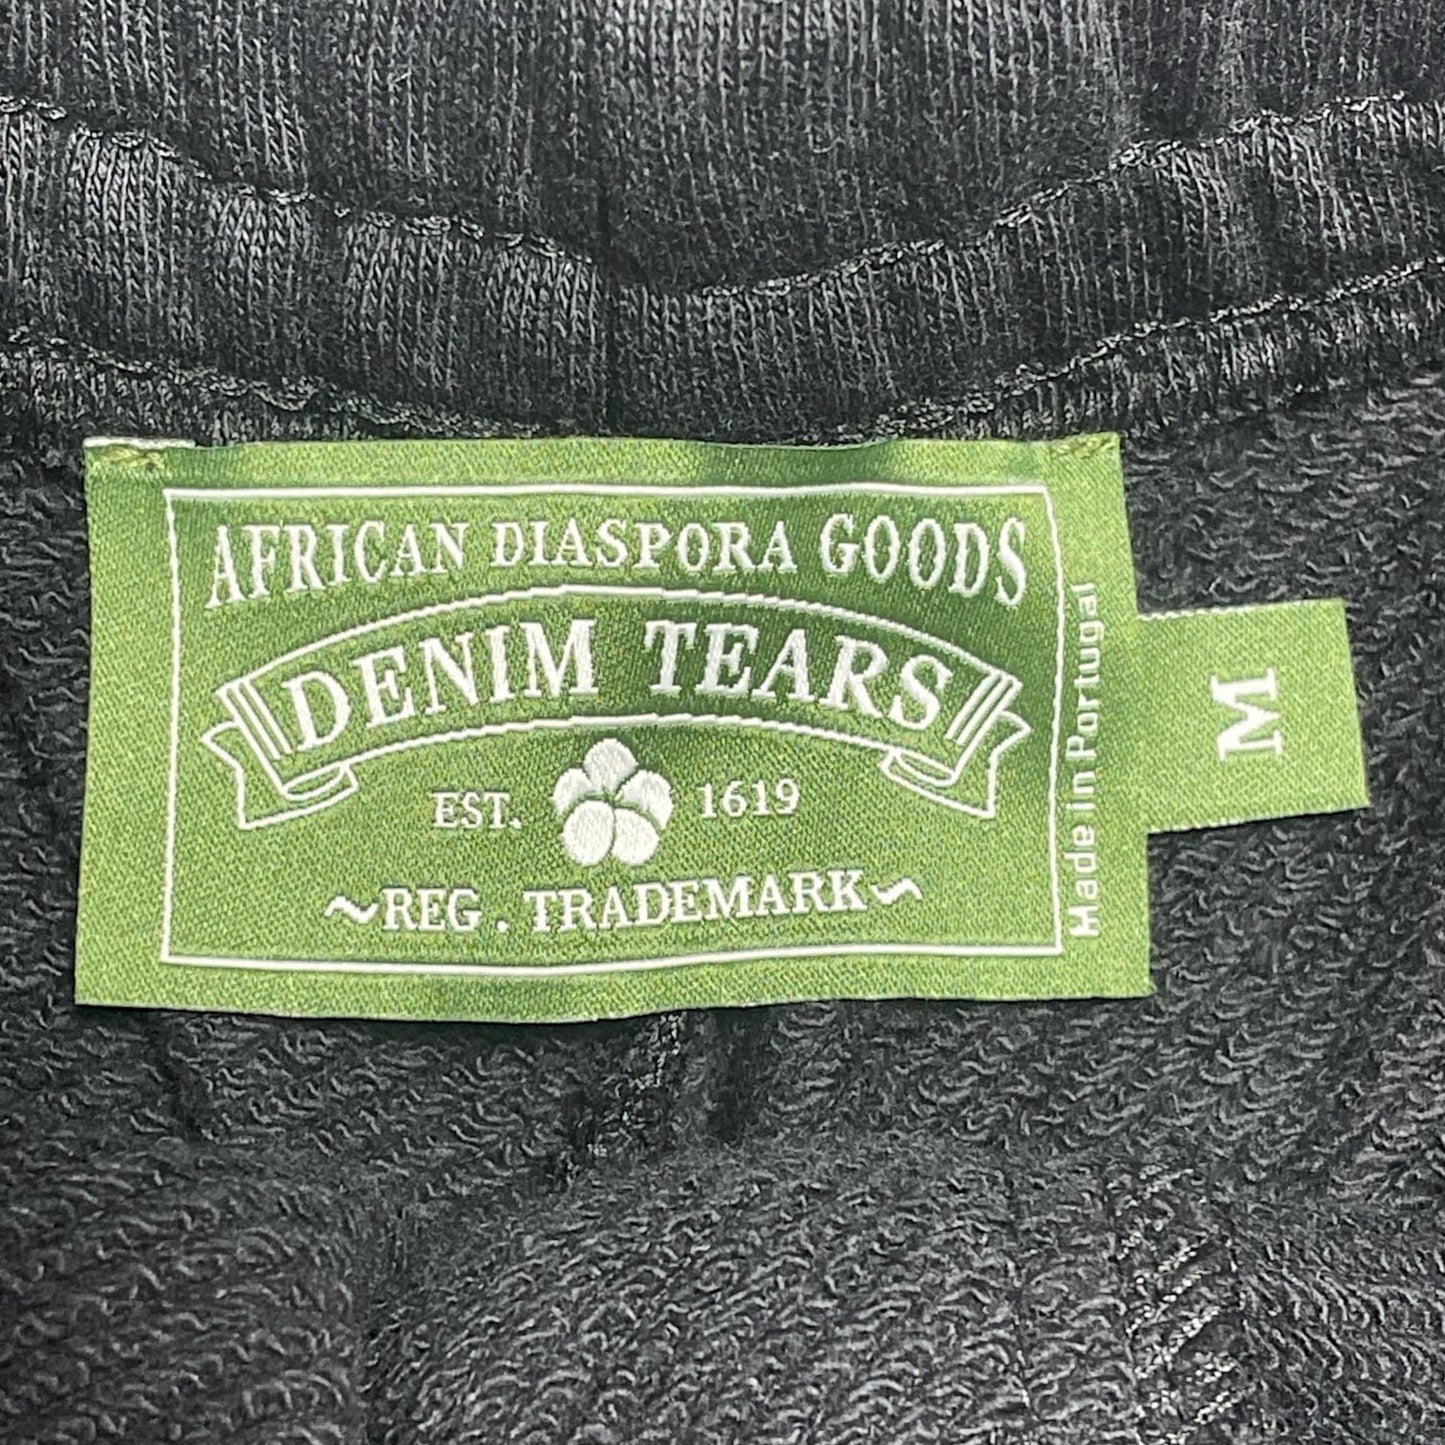 AFRICAN DIASPORA GOODS
DENIM TEARS
EST. 1619
~REG. TRADEMARK~
Made in Portugal
M